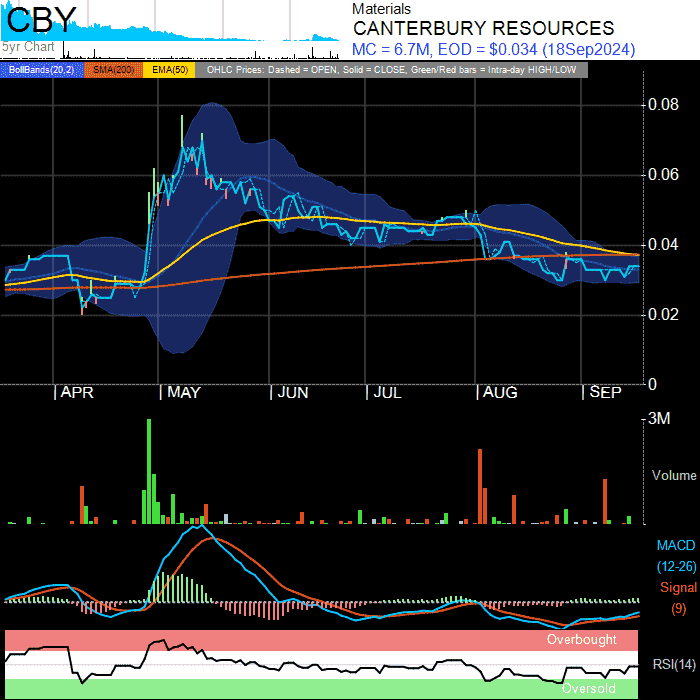 CBY
5yr Chart
Materials
CANTERBURY RESOURCES
MC = 6.7M, EOD = $0.034 (18Sep2024)
BollBands(20,2) SMA(200) EMA(50) OHLC Prices: Dashed = OPEN, Solid = CLOSE, Green/Red bars = Intra-day HIGH/LOW
0.08
0.06
0.04
0.02
0
APR MAY JUN JUL AUG SEP
3M
Volume
MACD
(12-26)
Signal
(9)
Overbought
RSI(14)
Oversold